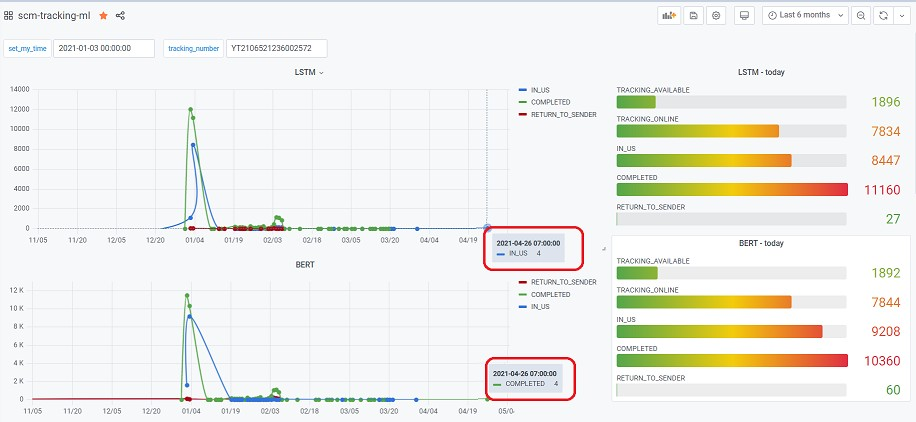 scm-tracking-ml
Last 6 months
set_my_time 2021-01-03 00:00:00 tracking_number YT2106521236002572
LSTM
14000
12000
10000
8000
6000
4000
2000
0
11/05 11/20 12/05 12/20 01/04 01/19 02/03 02/18 03/05 03/20 04/04 04/19
IN_US
COMPLETED
RETURN_TO_SENDER
2021-04-26 07:00:00
IN_US 4
BERT
12 K
10 K
8 K
6 K
4 K
2 K
0
11/05 11/20 12/05 12/20 01/04 01/19 02/03 02/18 03/05 03/20 04/04 04/19 05/0
RETURN_TO_SENDER
COMPLETED
IN_US
2021-04-26 07:00:00
COMPLETED 4
LSTM - today
TRACKING_AVAILABLE
1896
TRACKING_ONLINE
7834
IN_US
8447
COMPLETED
11160
RETURN_TO_SENDER
27
BERT - today
TRACKING_AVAILABLE
1892
TRACKING_ONLINE
7844
IN_US
9208
COMPLETED
10360
RETURN_TO_SENDER
60